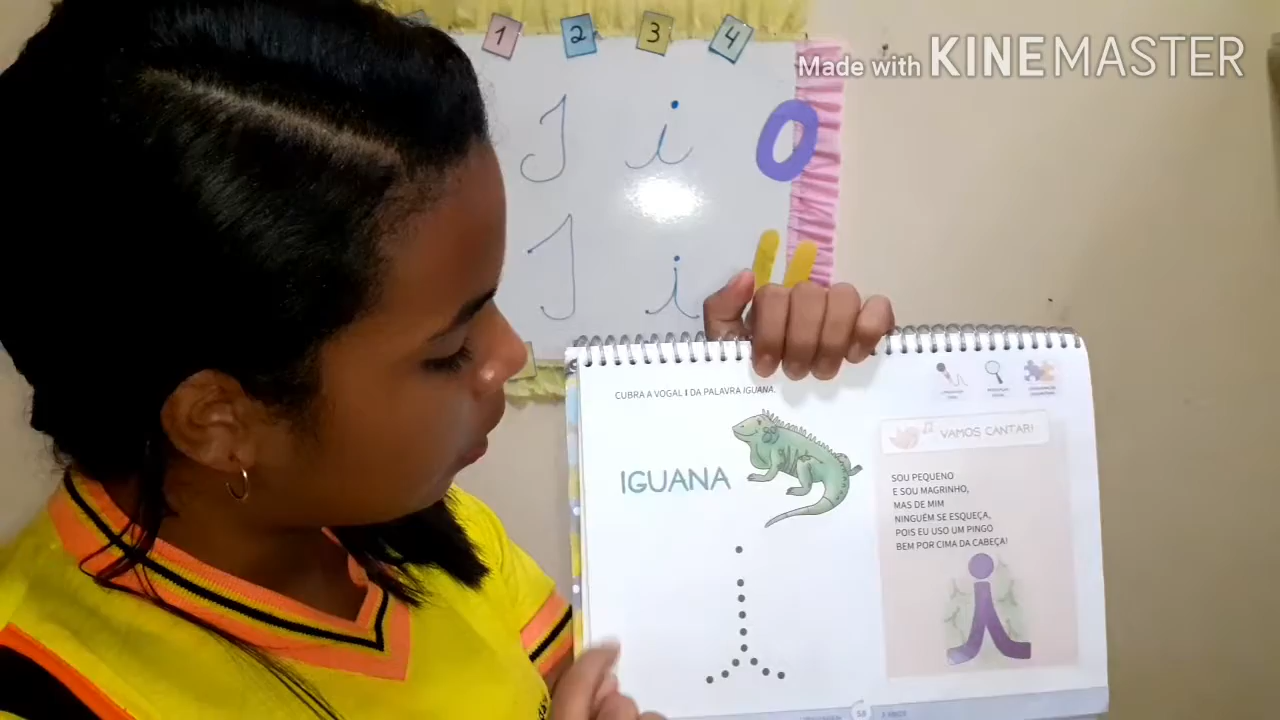 1 2 3 4
Made with KINEMASTER
I i O
I i
CUBRA A VOGAL I DA PALAVRA IGUANA.
IGUANA
VAMOS CANTAR!
SOU PEQUENO
E SOU MAGRINHO,
MAS DE MIM
NINGUÉM SE ESQUEÇA,
POIS EU USO UM PINGO
BEM POR CIMA DA CABEÇA!
i
58